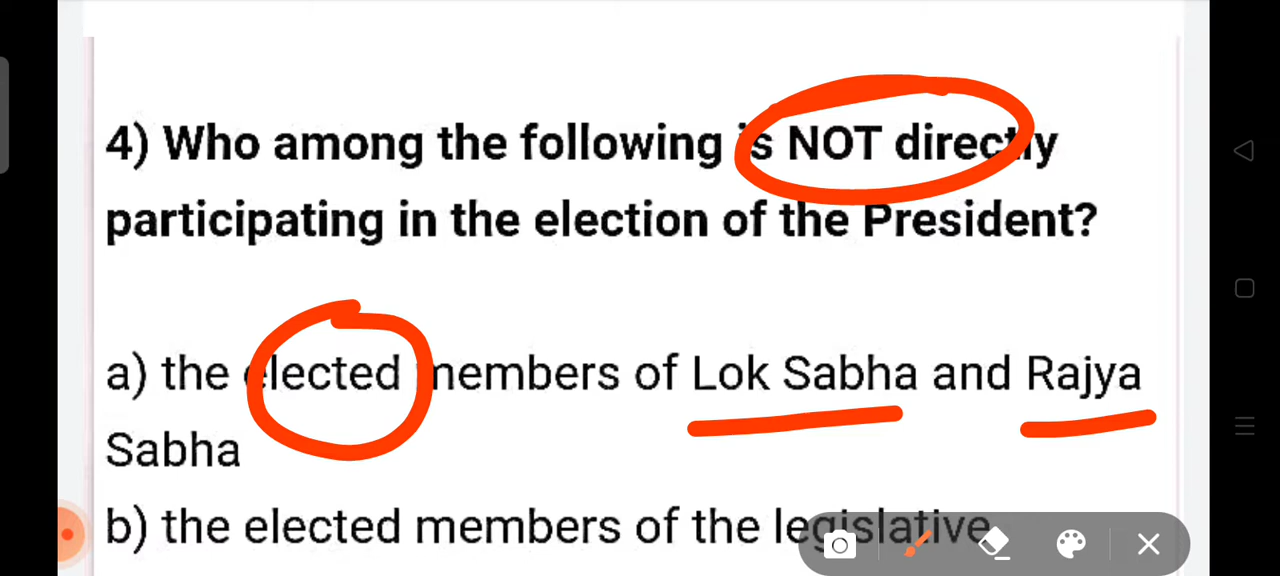 4) Who among the following is NOT directly
participating in the election of the President?
a) the elected members of Lok Sabha and Rajya
Sabha
b) the elected members of the legislative